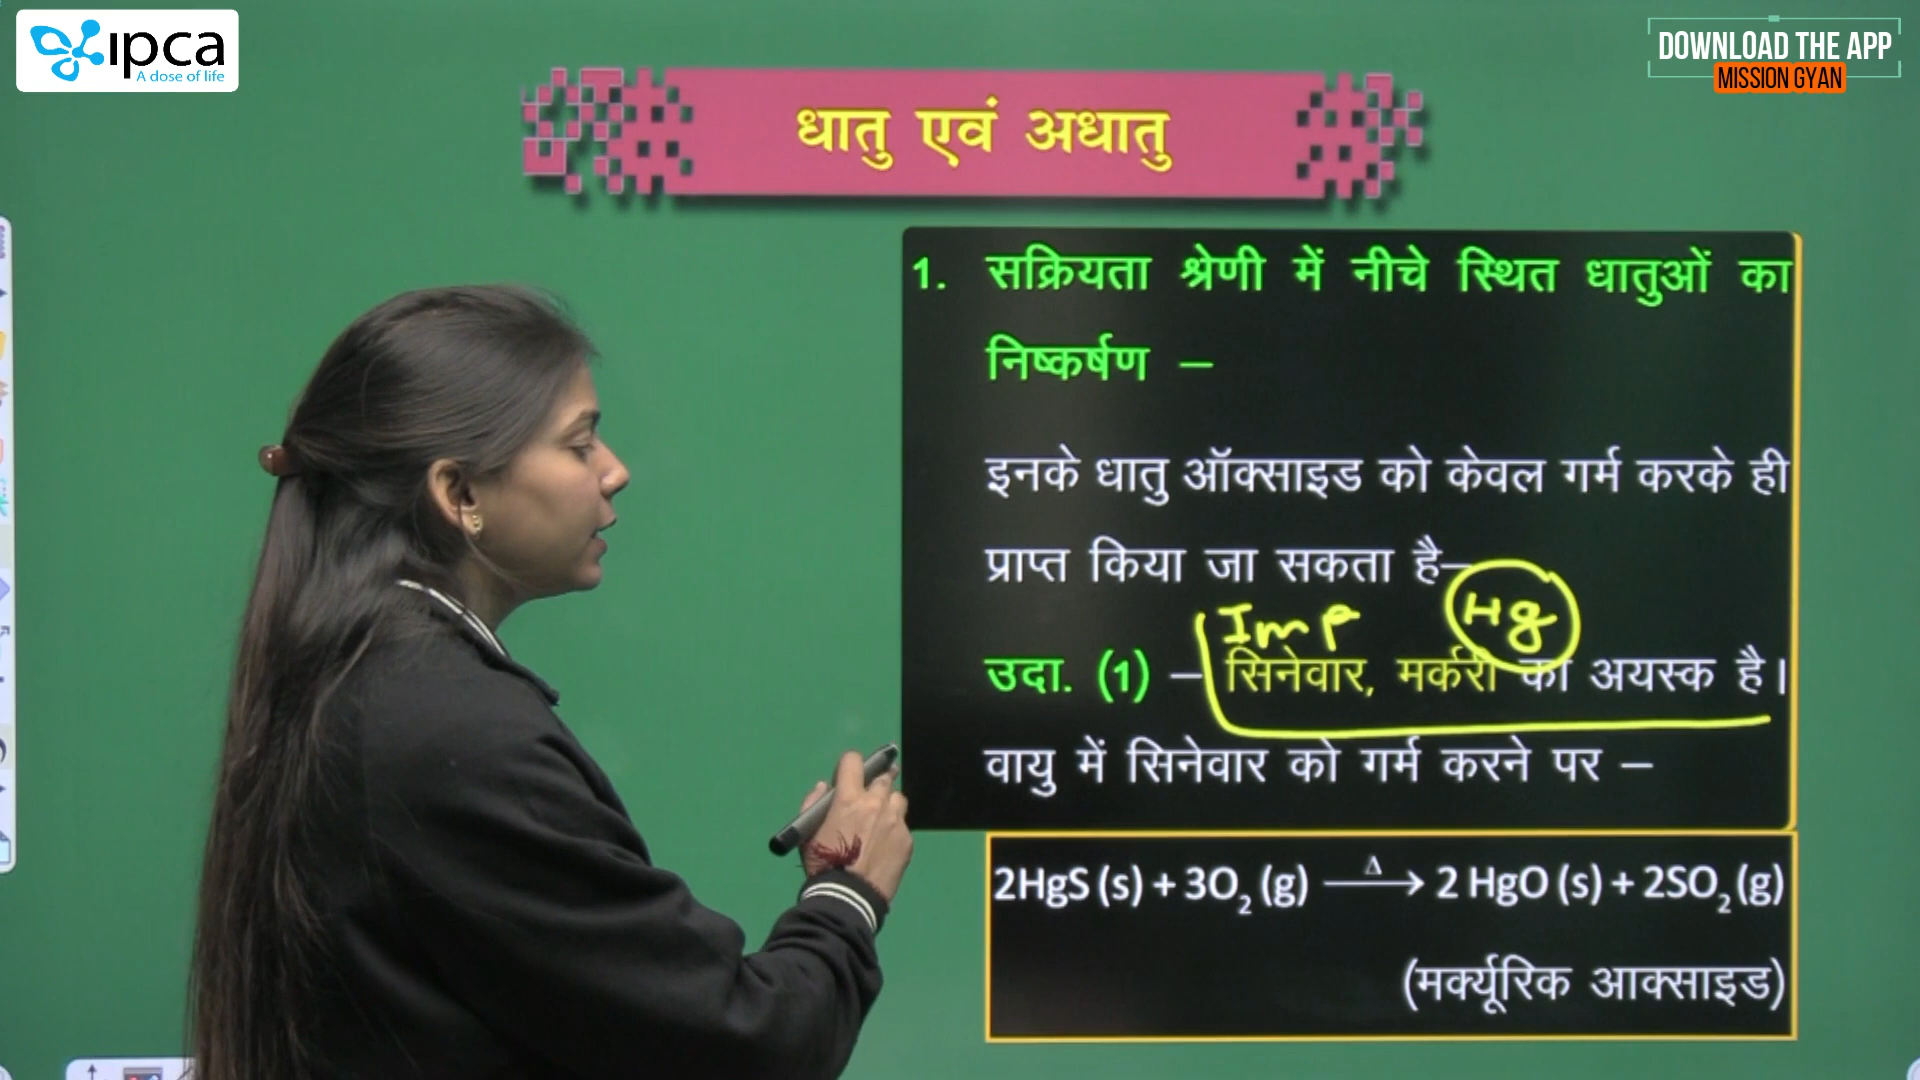 ipca
A dose of life
DOWNLOAD THE APP
MISSION GYAN
धातु एवं अधातु
1. सक्रियता श्रेणी में नीचे स्थित धातुओं का
निष्कर्षण –
इनके धातु ऑक्साइड को केवल गर्म करके ही
प्राप्त किया जा सकता है–
Imp Hg
उदा. (1) – सिनेवार, मर्करी का अयस्क है।
वायु में सिनेवार को गर्म करने पर –
2HgS (s) + 3O₂ (g) —Δ→ 2 HgO (s) + 2SO₂ (g)
(मर्क्यूरिक आक्साइड)